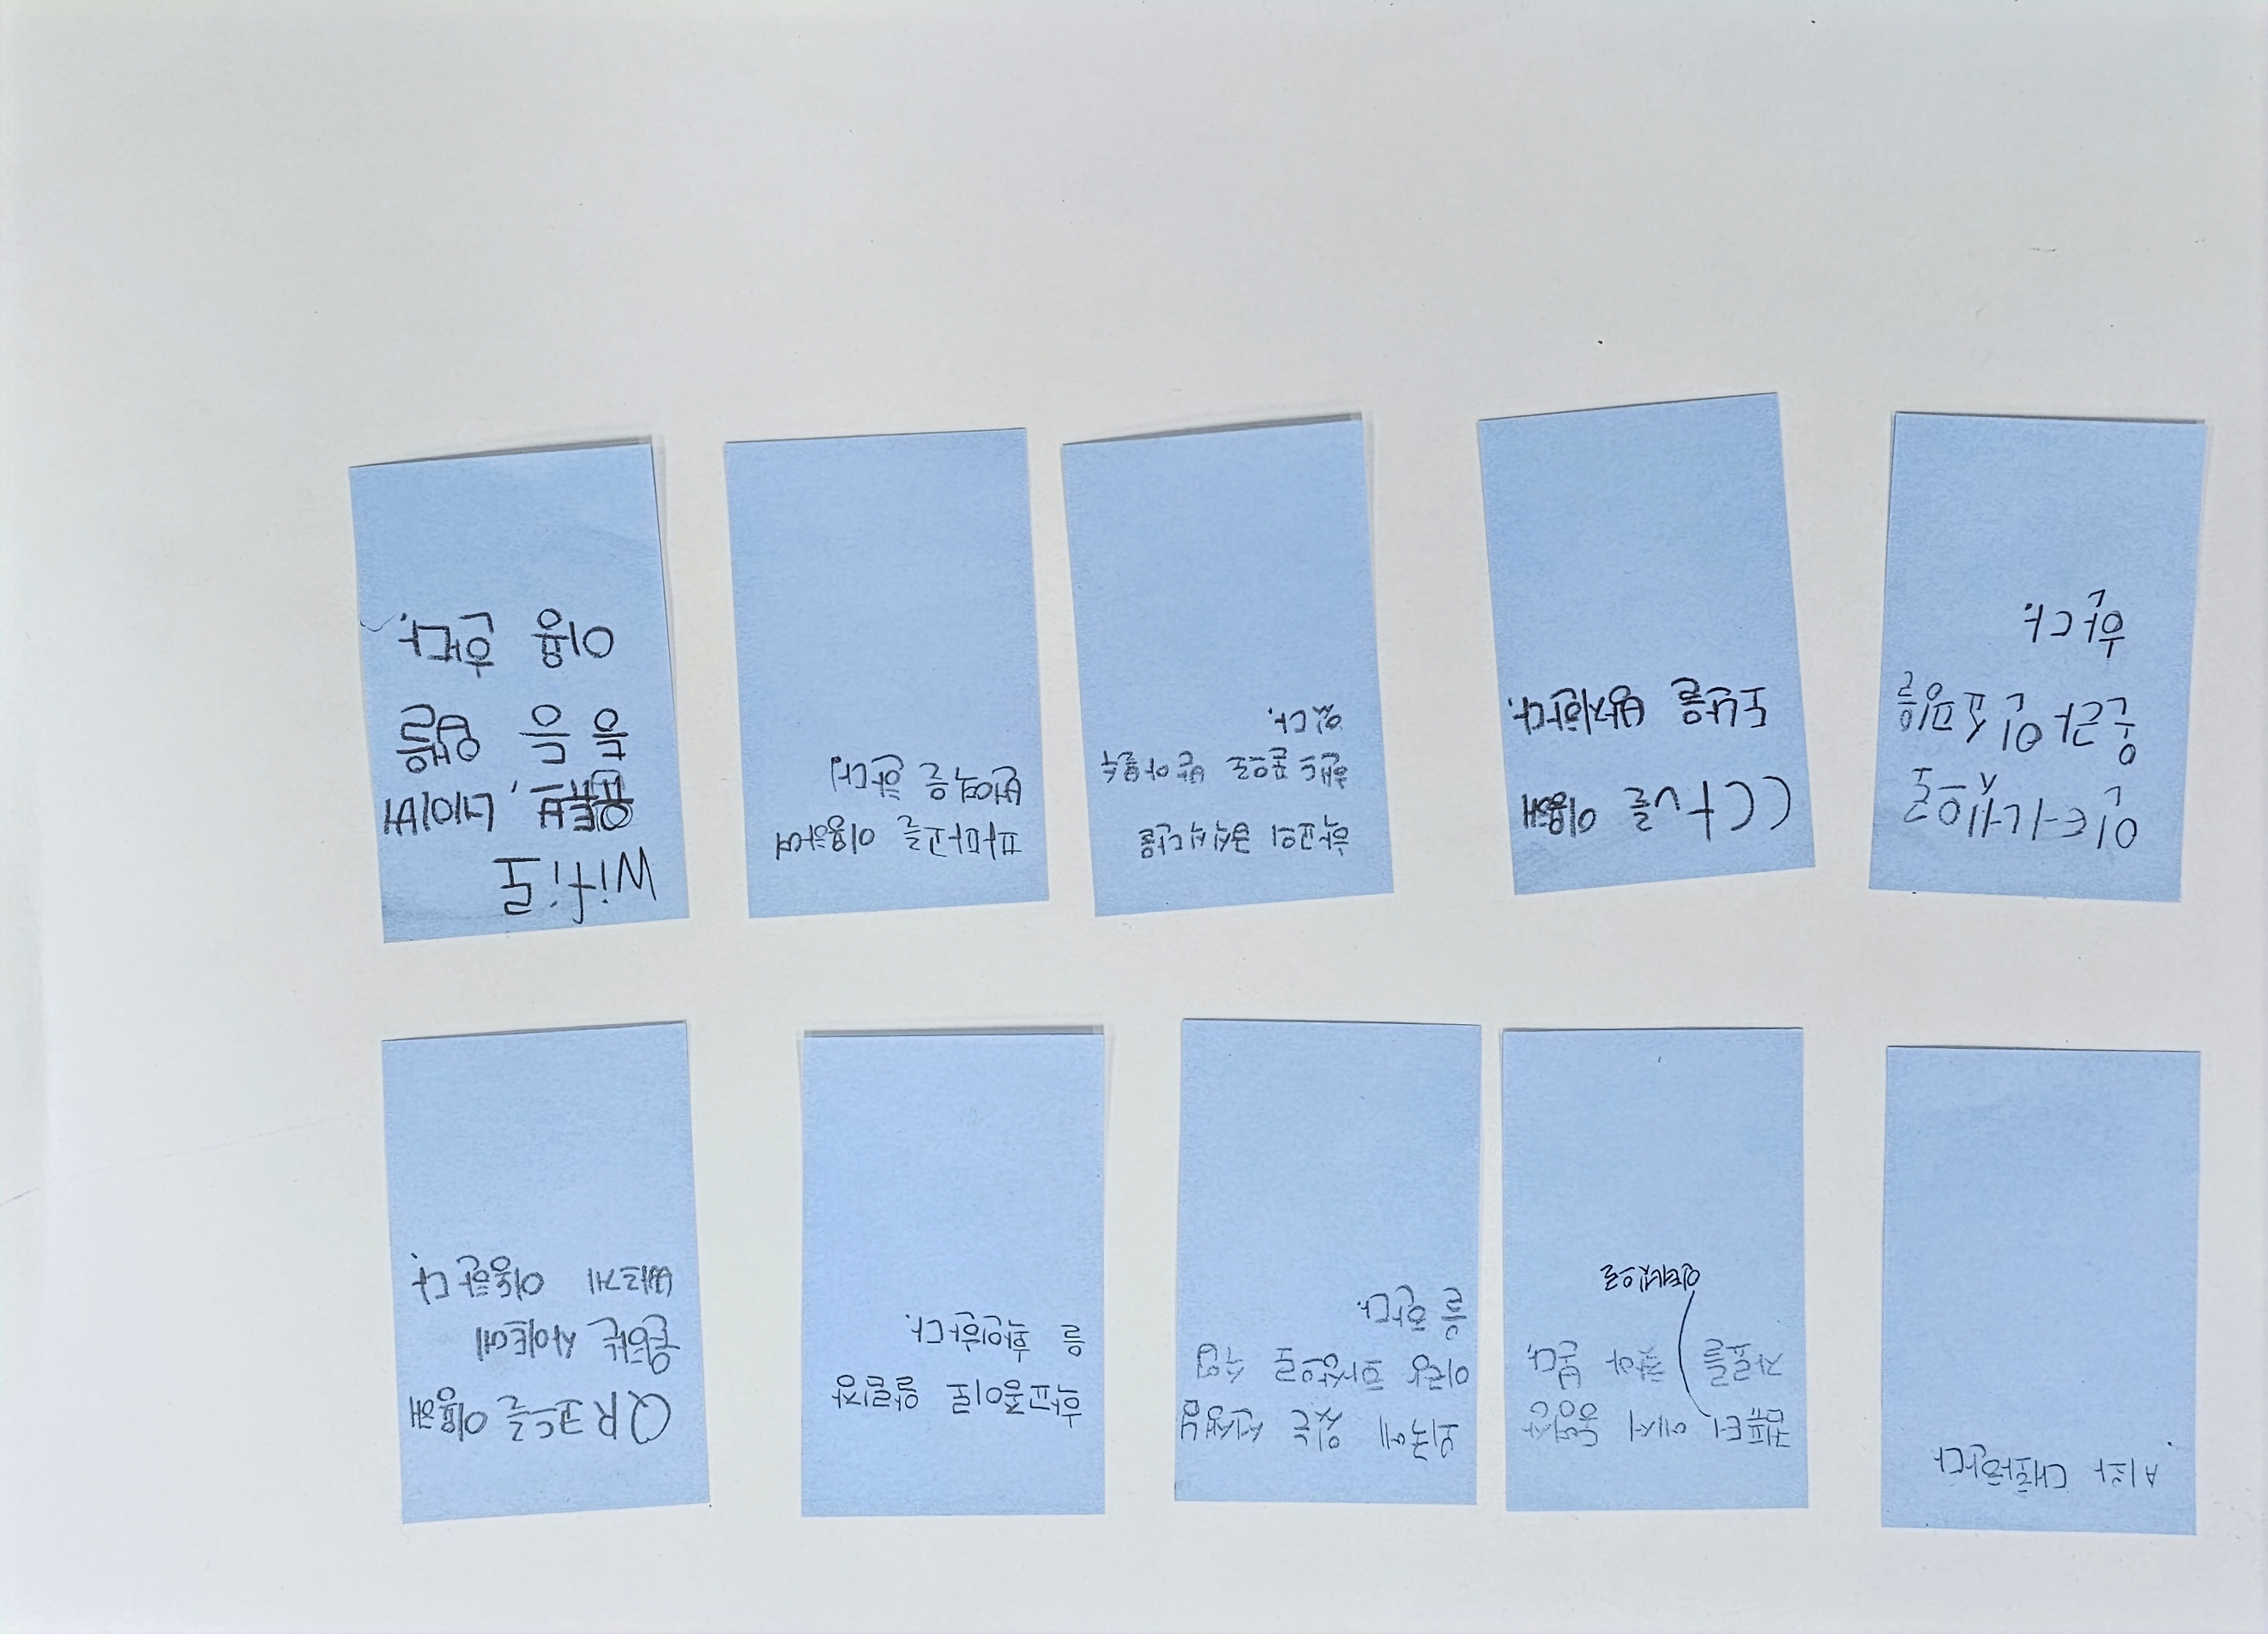 AI와 대화한다
컴퓨터 에서 동영상
자료를 찾아 본다.
인터넷으로
외국에 있는 선생님
이랑 화상으로 수업
을 한다.
학교종이로 알림장
을 확인한다.
QR코드를 이용해
원하는 사이트에
빠르게 이동한다.
인터넷으로
온라인쇼핑을
한다.
CCtv를 이용해
도난을 방지한다.
학교의 급식식단을
핸드폰으로 받아볼수
있다.
파파고를 이용하여
번역을 한다.
wifi로
유튜브, 네이버
등 등 앱을
이용 한다.